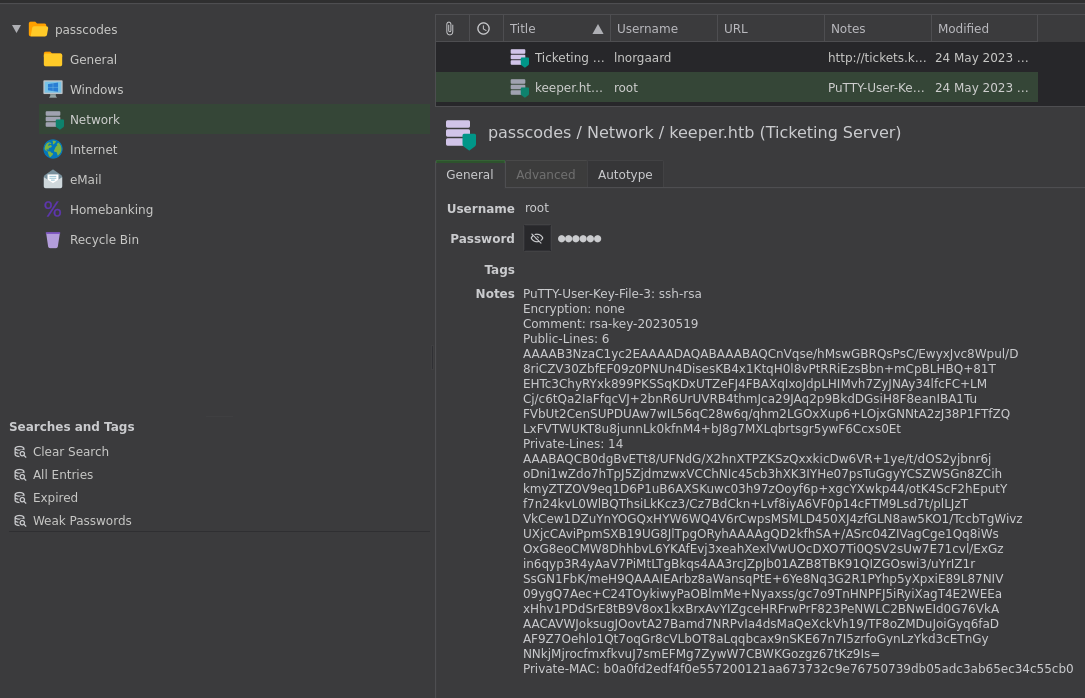 passcodes
General
Windows
Network
Internet
eMail
Homebanking
Recycle Bin
Searches and Tags
Clear Search
All Entries
Expired
Weak Passwords
Title Username URL Notes Modified
Ticketing ... lnorgaard http://tickets.k... 24 May 2023 ...
keeper.ht... root PuTTY-User-Ke... 24 May 2023 ...
passcodes / Network / keeper.htb (Ticketing Server)
General Advanced Autotype
Username root
Password ●●●●●●
Tags
Notes PuTTY-User-Key-File-3: ssh-rsa
Encryption: none
Comment: rsa-key-20230519
Public-Lines: 6
AAAAB3NzaC1yc2EAAAADAQABAAABAQCnVqse/hMswGBRQsPsC/EwyxJvc8Wpul/D
8riCZV30ZbfEF09z0PNUn4DisesKB4x1KtqH0l8vPtRRiEzsBbn+mCpBLHBQ+81T
EHTc3ChyRYxk899PKSSqKDxUTZeFJ4FBAXqIxoJdpLHIMvh7ZyJNAy34lfcFC+LM
Cj/c6tQa2IaFfqcVJ+2bnR6UrUVRB4thmJca29JAq2p9BkdDGsiH8F8eanIBA1Tu
FVbUt2CenSUPDUAw7wIL56qC28w6q/qhm2LGOxXup6+LOjxGNNtA2zJ38P1FTfZQ
LxFVTWUKT8u8junnLk0kfnM4+bJ8g7MXLqbrtsgr5ywF6Ccxs0Et
Private-Lines: 14
AAABAQCB0dgBvETt8/UFNdG/X2hnXTPZKSzQxxkicDw6VR+1ye/t/dOS2yjbnr6j
oDni1wZdo7hTpJ5ZjdmzwxVCChNIc45cb3hXK3IYHe07psTuGgyYCSZWSGn8ZCih
kmyZTZOV9eq1D6P1uB6AXSKuwc03h97zOoyf6p+xgcYXwkp44/otK4ScF2hEputY
f7n24kvL0WlBQThsiLkKcz3/Cz7BdCkn+Lvf8iyA6VF0p14cFTM9Lsd7t/plLJzT
VkCew1DZuYnYOGQxHYW6WQ4V6rCwpsMSMLD450XJ4zfGLN8aw5KO1/TccbTgWivz
UXjcCAviPpmSXB19UG8JlTpgORyhAAAAgQD2kfhSA+/ASrc04ZIVagCge1Qq8iWs
OxG8eoCMW8DhhbvL6YKAfEvj3xeahXexlVwUOcDXO7Ti0QSV2sUw7E71cvl/ExGz
in6qyp3R4yAaV7PiMtLTgBkqs4AA3rcJZpJb01AZB8TBK91QIZGOswi3/uYrIZ1r
SsGN1FbK/meH9QAAAIEArbz8aWansqPtE+6Ye8Nq3G2R1PYhp5yXpxiE89L87NIV
09ygQ7Aec+C24TOykiwyPaOBlmMe+Nyaxss/gc7o9TnHNPFJ5iRyiXagT4E2WEEa
xHhv1PDdSrE8tB9V8ox1kxBrxAvYIZgceHRFrwPrF823PeNWLC2BNwEId0G76VkA
AACAVWJoksugJOovtA27Bamd7NRPvIa4dsMaQeXckVh19/TF8oZMDuJoiGyq6faD
AF9Z7Oehlo1Qt7oqGr8cVLbOT8aLqqbcax9nSKE67n7I5zrfoGynLzYkd3cETnGy
NNkjMjrocfmxfkvuJ7smEFMg7ZywW7CBWKGozgz67tKz9Is=
Private-MAC: b0a0fd2edf4f0e557200121aa673732c9e76750739db05adc3ab65ec34c55cb0